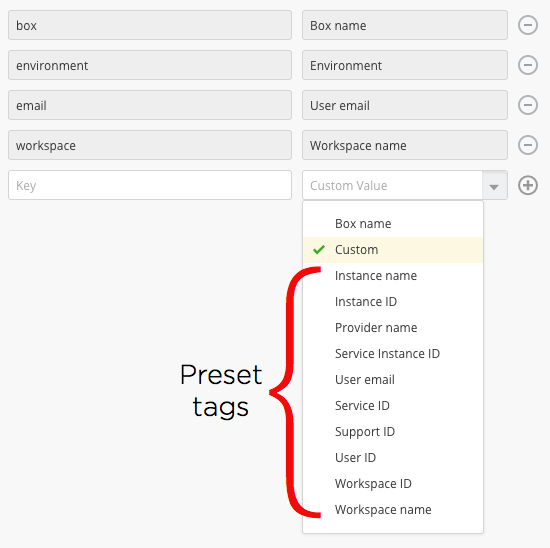 box Box name
environment Environment
email User email
workspace Workspace name
Key Custom Value
Box name
Custom
Instance name
Instance ID
Provider name
Service Instance ID
User email
Service ID
Support ID
User ID
Workspace ID
Workspace name
Preset
tags